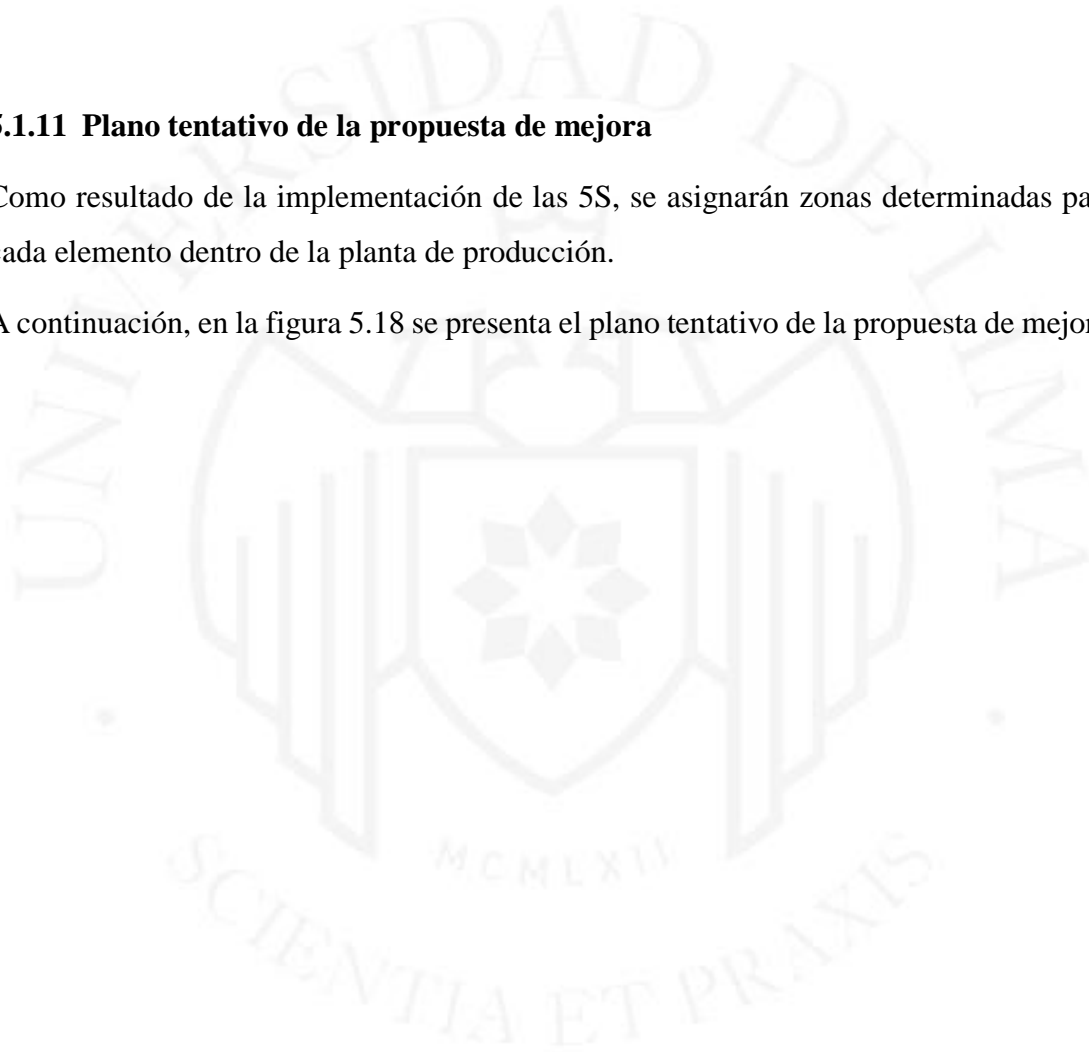 5.1.11 Plano tentativo de la propuesta de mejora
Como resultado de la implementación de las 5S, se asignarán zonas determinadas pa
cada elemento dentro de la planta de producción.
A continuación, en la figura 5.18 se presenta el plano tentativo de la propuesta de mejor
UNIVERSIDAD DE LIMA
MCMLXII
SCIENTIA ET PRAXIS